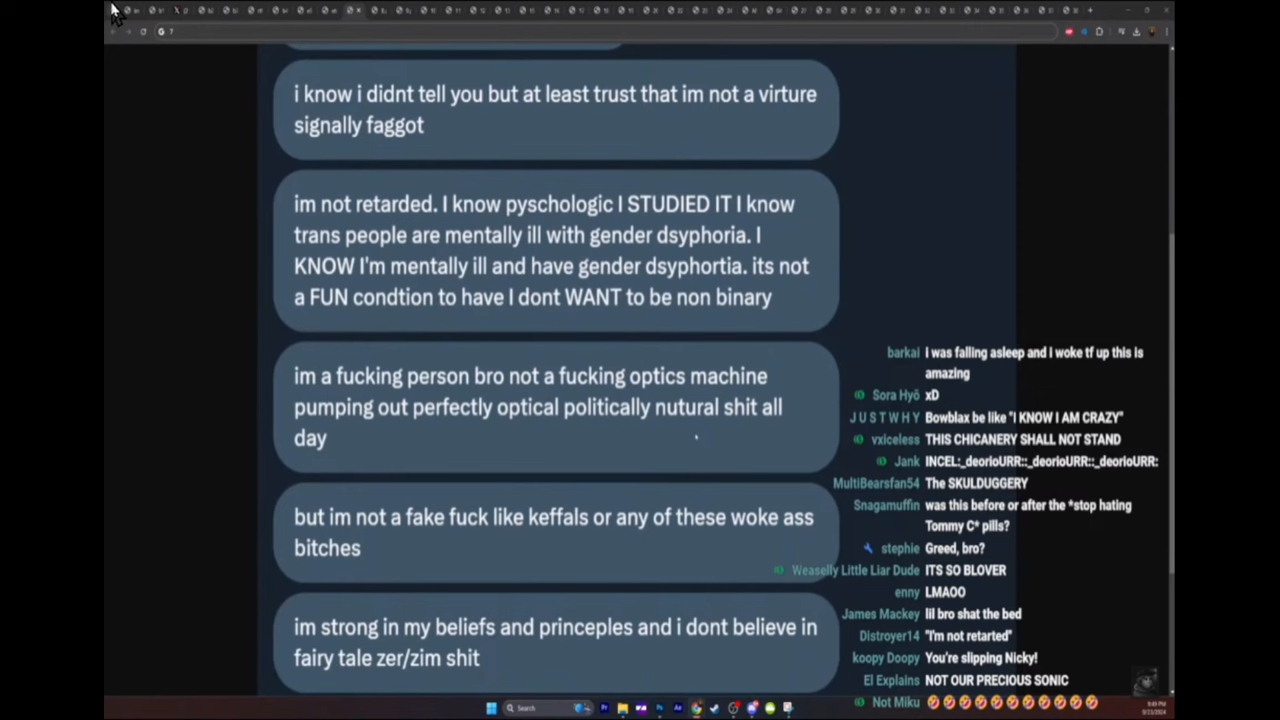 i know i didnt tell you but at least trust that im not a virture
signally faggot
im not retarded. I know pyschologic I STUDIED IT I know
trans people are mentally ill with gender dsyphoria. I
KNOW I'm mentally ill and have gender dsyphortia. its not
a FUN condtion to have I dont WANT to be non binary
im a fucking person bro not a fucking optics machine
pumping out perfectly optical politically nutural shit all
day
but im not a fake fuck like keffals or any of these woke ass
bitches
im strong in my beliefs and princeples and i dont believe in
fairy tale zer/zim shit
barkai I was falling asleep and I woke tf up this is
amazing
Sora Hyō xD
J U S T W H Y Bowblax be like "I KNOW I AM CRAZY"
vxiceless THIS CHICANERY SHALL NOT STAND
Jank INCEL:_deorioURR::_deorioURR::_deorioURR:
MultiBearsfan54 The SKULDUGGERY
Snagamuffin was this before or after the *stop hating
Tommy C* pills?
stephie Greed, bro?
Weaselly Little Liar Dude ITS SO BLOVER
enny LMAOO
James Mackey lil bro shat the bed
Distroyer14 "I'm not retarted"
koopy Doopy You're slipping Nicky!
El Explains NOT OUR PRECIOUS SONIC
Not Miku 🤣🤣🤣🤣🤣🤣🤣🤣🤣🤣
Search
9:49 PM
9/23/2024